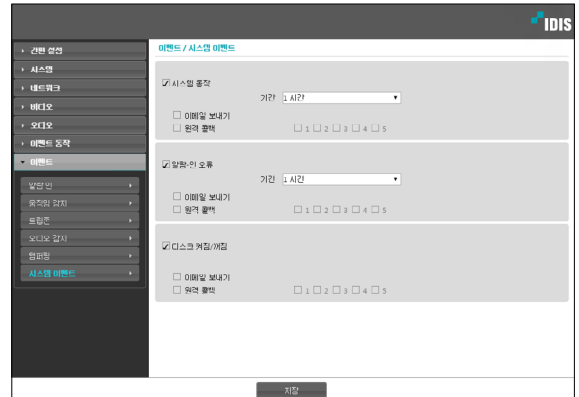 IDIS
간편 설정
시스템
네트워크
비디오
오디오
이벤트 동작
이벤트
알람-인
움직임 감지
트립존
오디오 감지
탬퍼링
시스템 이벤트
이벤트 / 시스템 이벤트
시스템 동작
기간 1 시간
이메일 보내기
원격 콜백 1 2 3 4 5
알람-인 오류
기간 1 시간
이메일 보내기
원격 콜백 1 2 3 4 5
디스크 켜짐/꺼짐
이메일 보내기
원격 콜백 1 2 3 4 5
저장